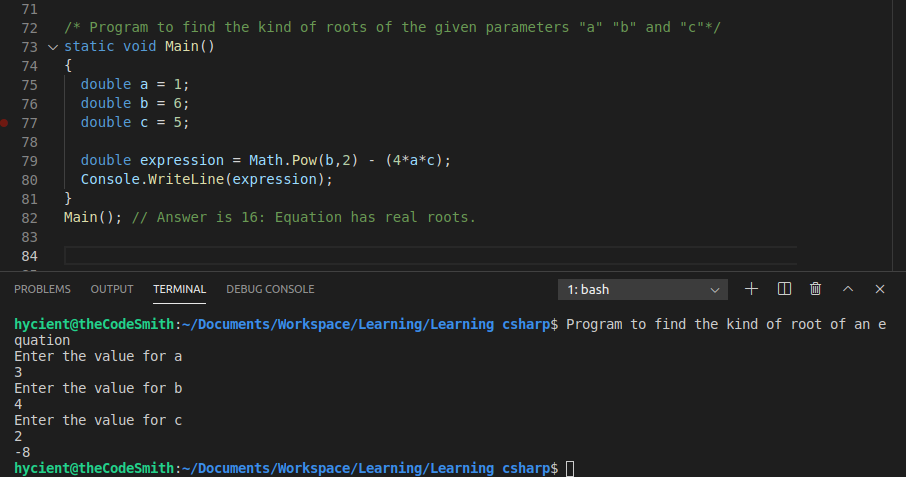 71
72 /* Program to find the kind of roots of the given parameters "a" "b" and "c"*/
73 static void Main()
74 {
75 double a = 1;
76 double b = 6;
77 double c = 5;
78
79 double expression = Math.Pow(b,2) - (4*a*c);
80 Console.WriteLine(expression);
81 }
82 Main(); // Answer is 16: Equation has real roots.
83
84
PROBLEMS OUTPUT TERMINAL DEBUG CONSOLE 1: bash
hycient@theCodeSmith:~/Documents/Workspace/Learning/Learning csharp$ Program to find the kind of root of an e
quation
Enter the value for a
3
Enter the value for b
4
Enter the value for c
2
-8
hycient@theCodeSmith:~/Documents/Workspace/Learning/Learning csharp$